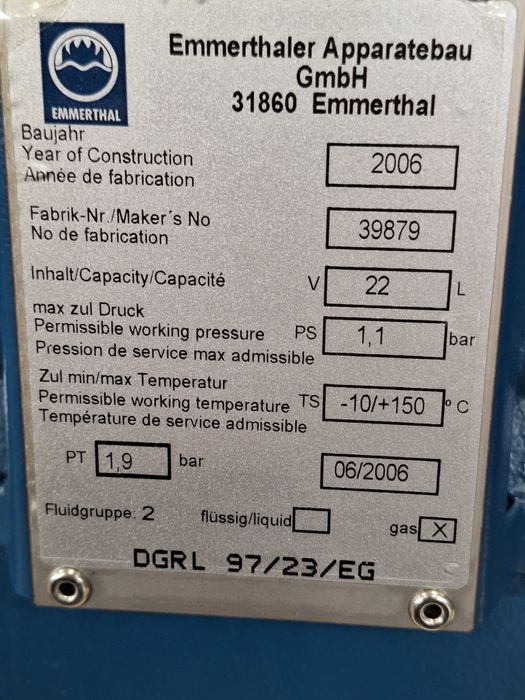 EMMERTHAL
Emmerthaler Apparatebau
GmbH
31860 Emmerthal
Baujahr
Year of Construction
Année de fabrication
2006
Fabrik-Nr./Maker´s No
No de fabrication
39879
Inhalt/Capacity/Capacité V 22 L
max zul Druck
Permissible working pressure PS 1,1 bar
Pression de service max admissible
Zul min/max Temperatur
Permissible working temperature TS -10/+150 º C
Température de service admissible
PT 1,9 bar 06/2006
Fluidgruppe: 2 flüssig/liquid gas X
DGRL 97/23/EG